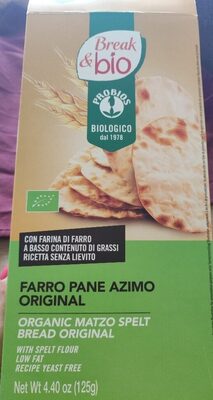 Break
& bio
PROBIOS
BIOLOGICO
dal 1978
CON FARINA DI FARRO
A BASSO CONTENUTO DI GRASSI
RICETTA SENZA LIEVITO
FARRO PANE AZIMO
ORIGINAL
ORGANIC MATZO SPELT
BREAD ORIGINAL
WITH SPELT FLOUR
LOW FAT
RECIPE YEAST FREE
Net Wt 4.40 oz (125g)